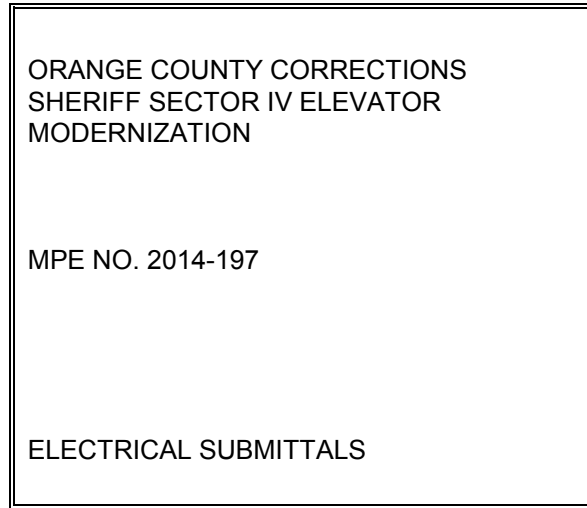 ORANGE COUNTY CORRECTIONS
SHERIFF SECTOR IV ELEVATOR
MODERNIZATION
MPE NO. 2014-197
ELECTRICAL SUBMITTALS